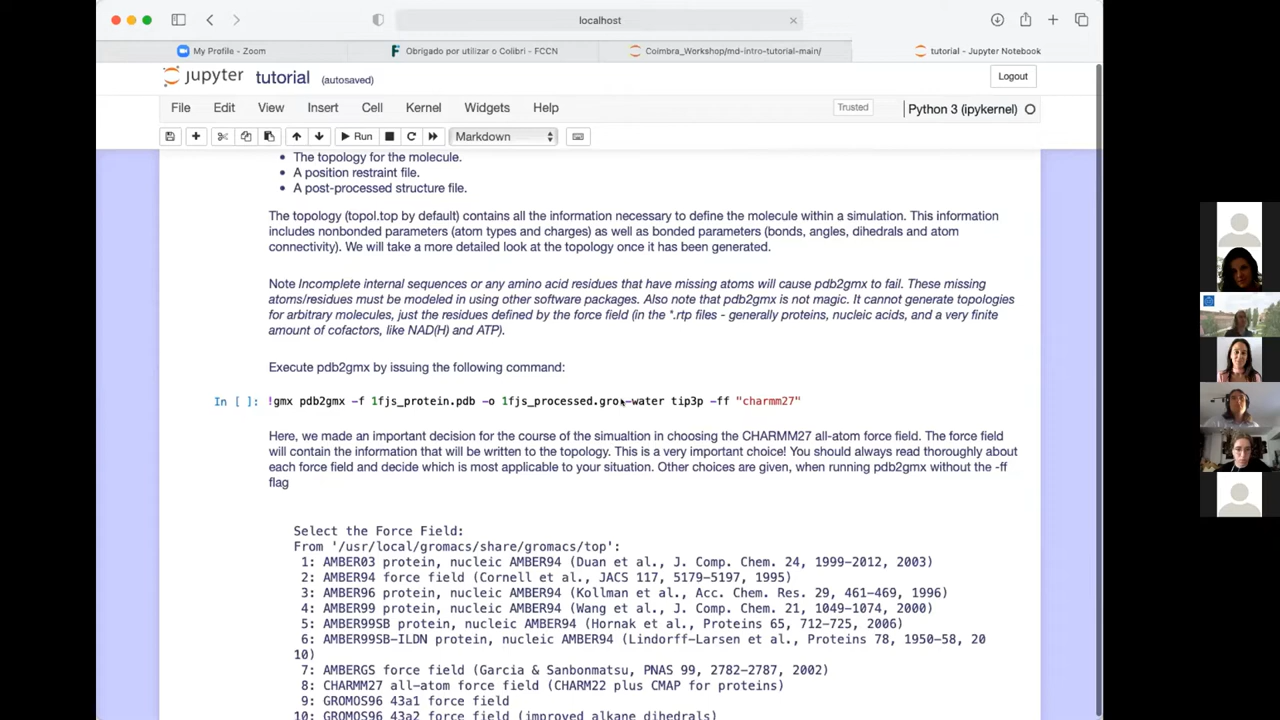 localhost
My Profile - Zoom
Obrigado por utilizar o Colibri - FCCN
Coimbra_Workshop/md-intro-tutorial-main/
tutorial - Jupyter Notebook
jupyter tutorial (autosaved)
Logout
File Edit View Insert Cell Kernel Widgets Help
Trusted
Python 3 (ipykernel)
Run
Markdown
The topology for the molecule.
A position restraint file.
A post-processed structure file.
The topology (topol.top by default) contains all the information necessary to define the molecule within a simulation. This information
includes nonbonded parameters (atom types and charges) as well as bonded parameters (bonds, angles, dihedrals and atom
connectivity). We will take a more detailed look at the topology once it has been generated.
Note Incomplete internal sequences or any amino acid residues that have missing atoms will cause pdb2gmx to fail. These missing
atoms/residues must be modeled in using other software packages. Also note that pdb2gmx is not magic. It cannot generate topologies
for arbitrary molecules, just the residues defined by the force field (in the *.rtp files - generally proteins, nucleic acids, and a very finite
amount of cofactors, like NAD(H) and ATP).
Execute pdb2gmx by issuing the following command:
In [ ]: !gmx pdb2gmx -f 1fjs_protein.pdb -o 1fjs_processed.gro -water tip3p -ff "charmm27"
Here, we made an important decision for the course of the simualtion in choosing the CHARMM27 all-atom force field. The force field
will contain the information that will be written to the topology. This is a very important choice! You should always read thoroughly about
each force field and decide which is most applicable to your situation. Other choices are given, when running pdb2gmx without the -ff
flag
Select the Force Field:
From '/usr/local/gromacs/share/gromacs/top':
1: AMBER03 protein, nucleic AMBER94 (Duan et al., J. Comp. Chem. 24, 1999-2012, 2003)
2: AMBER94 force field (Cornell et al., JACS 117, 5179-5197, 1995)
3: AMBER96 protein, nucleic AMBER94 (Kollman et al., Acc. Chem. Res. 29, 461-469, 1996)
4: AMBER99 protein, nucleic AMBER94 (Wang et al., J. Comp. Chem. 21, 1049-1074, 2000)
5: AMBER99SB protein, nucleic AMBER94 (Hornak et al., Proteins 65, 712-725, 2006)
6: AMBER99SB-ILDN protein, nucleic AMBER94 (Lindorff-Larsen et al., Proteins 78, 1950-58, 20
10)
7: AMBERGS force field (Garcia & Sanbonmatsu, PNAS 99, 2782-2787, 2002)
8: CHARMM27 all-atom force field (CHARM22 plus CMAP for proteins)
9: GROMOS96 43a1 force field
10: GROMOS96 43a2 force field (improved alkane dihedrals)